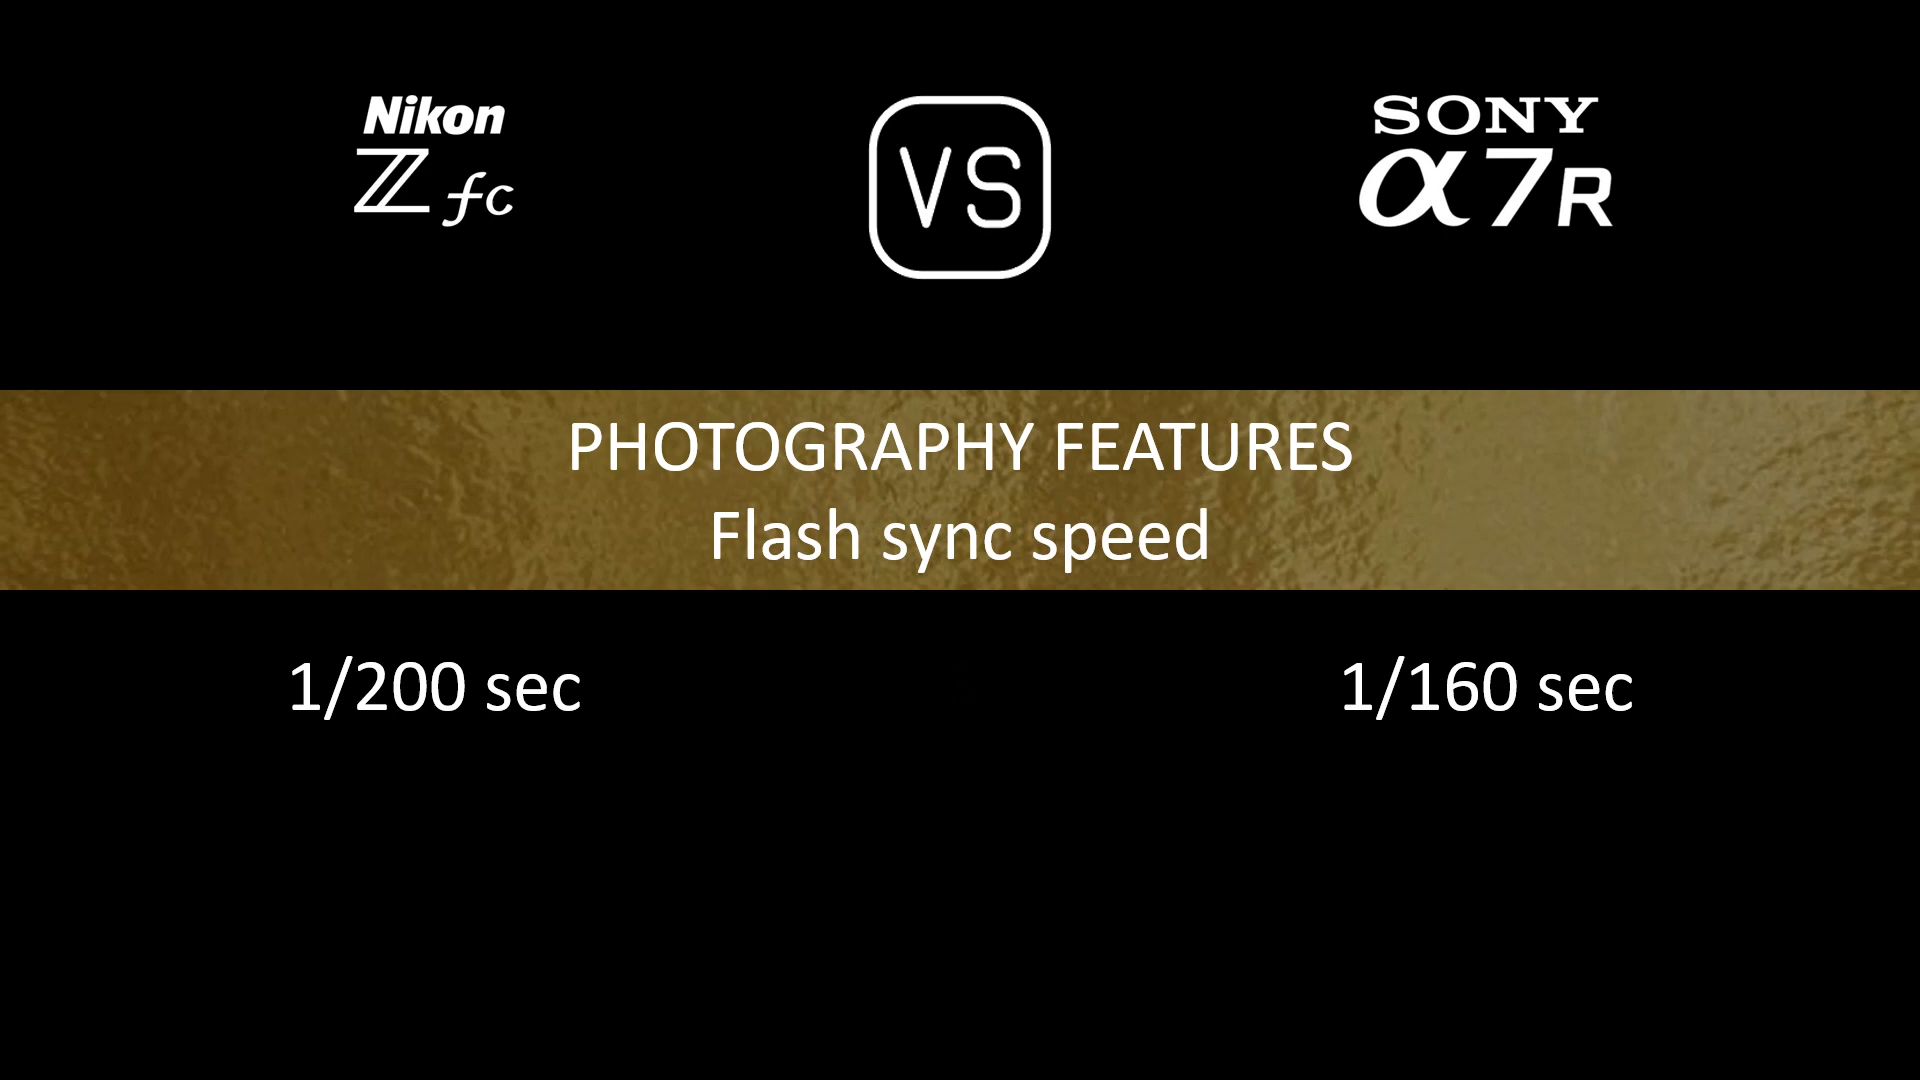 Nikon
Z fc
VS
SONY
α7R
PHOTOGRAPHY FEATURES
Flash sync speed
1/200 sec
1/160 sec